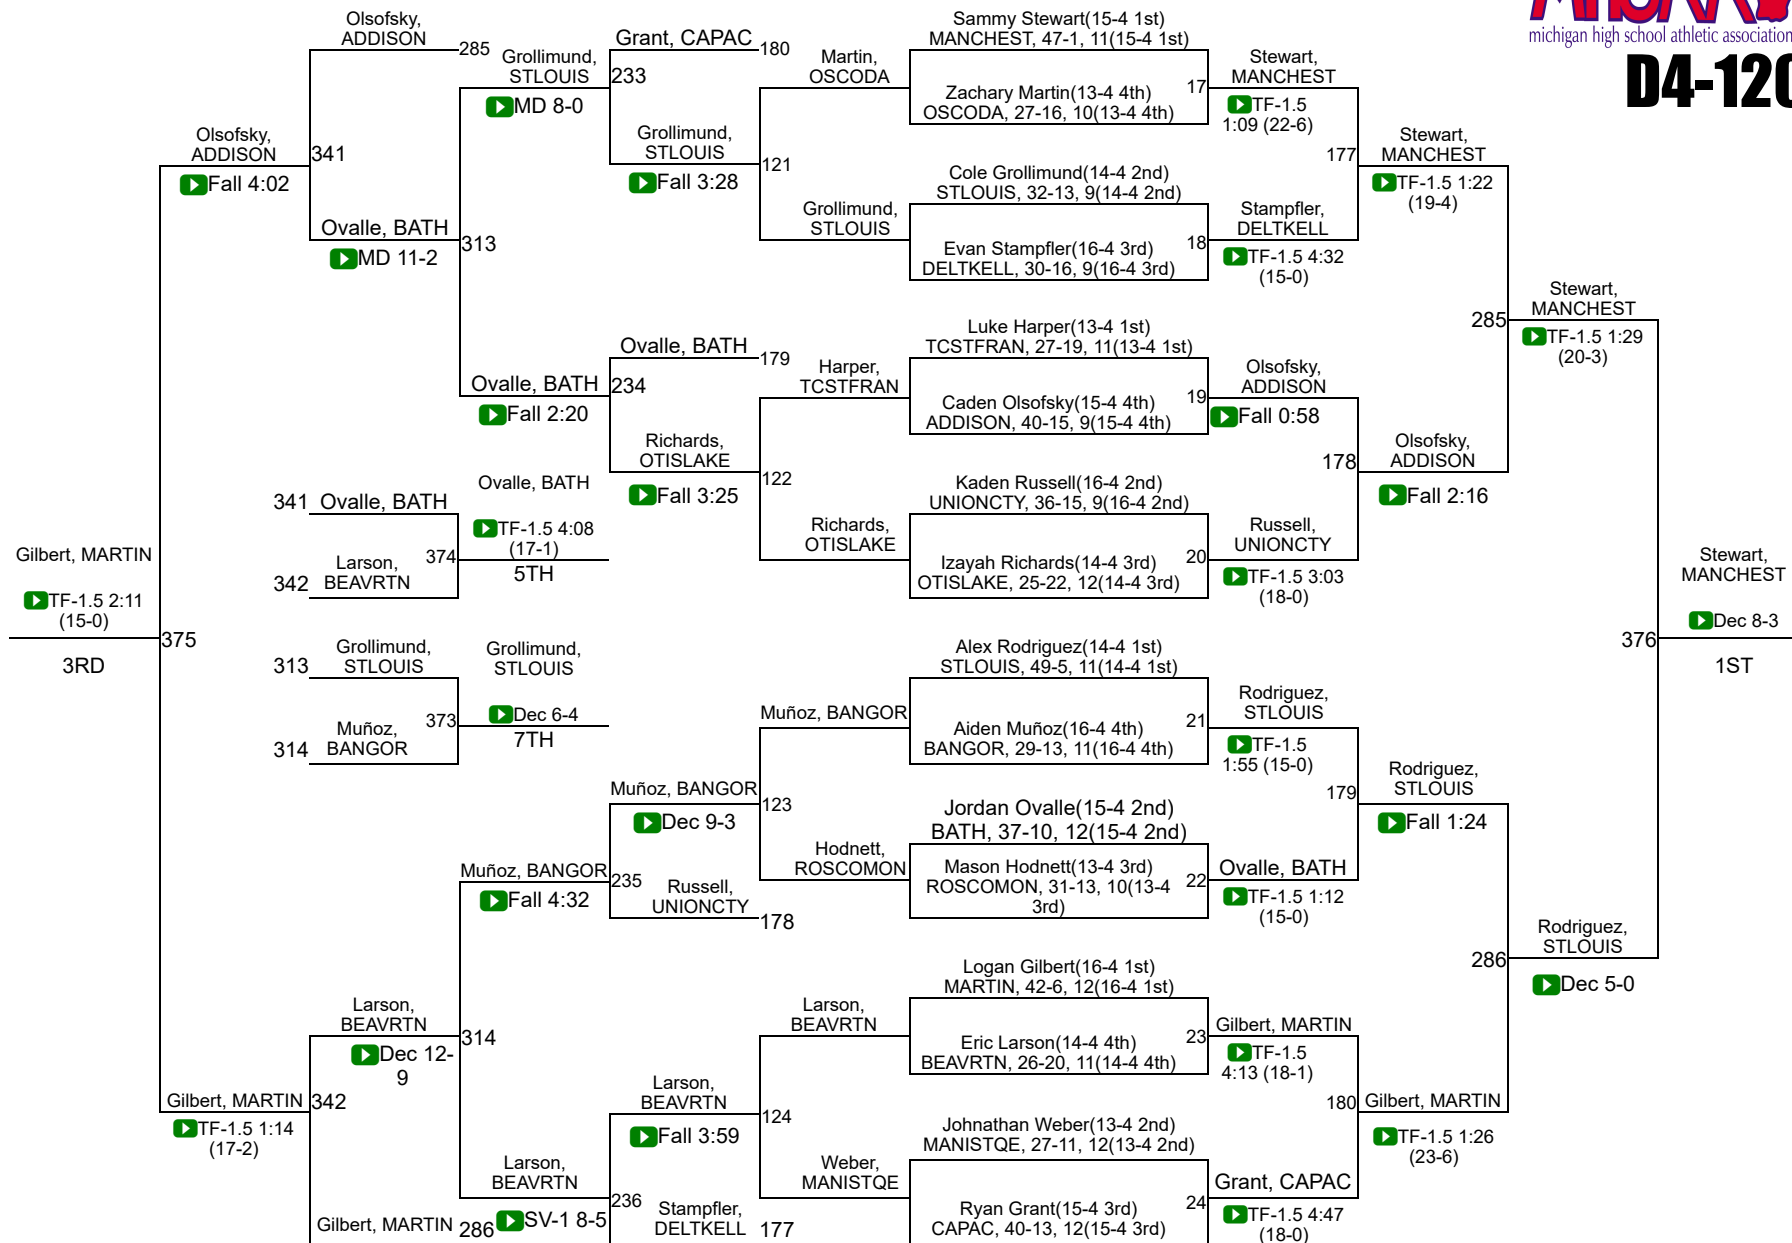 michigan high school athletic association
D4-120
Olsofsky,
ADDISON
285
Grollimund,
STLOUIS
MD 8-0
Grant, CAPAC
180
233
Martin,
OSCODA
Sammy Stewart(15-4 1st)
MANCHEST, 47-1, 11(15-4 1st)
Zachary Martin(13-4 4th)
OSCODA, 27-16, 10(13-4 4th)
17
Stewart,
MANCHEST
TF-1.5
1:09 (22-6)
Olsofsky,
ADDISON
341
Fall 4:02
Grollimund,
STLOUIS
Fall 3:28
121
Cole Grollimund(14-4 2nd)
STLOUIS, 32-13, 9(14-4 2nd)
Evan Stampfler(16-4 3rd)
DELTKELL, 30-16, 9(16-4 3rd)
18
Grollimund,
STLOUIS
Stampfler,
DELTKELL
TF-1.5 4:32
(15-0)
177
Stewart,
MANCHEST
TF-1.5 1:22
(19-4)
Ovalle, BATH
MD 11-2
313
285
Stewart,
MANCHEST
TF-1.5 1:29
(20-3)
Ovalle, BATH
179
Ovalle, BATH
234
Fall 2:20
Harper,
TCSTFRAN
Luke Harper(13-4 1st)
TCSTFRAN, 27-19, 11(13-4 1st)
Caden Olsofsky(15-4 4th)
ADDISON, 40-15, 9(15-4 4th)
19
Olsofsky,
ADDISON
Fall 0:58
Richards,
OTISLAKE
Fall 3:25
122
Richards,
OTISLAKE
Kaden Russell(16-4 2nd)
UNIONCTY, 36-15, 9(16-4 2nd)
Izayah Richards(14-4 3rd)
OTISLAKE, 25-22, 12(14-4 3rd)
20
Russell,
UNIONCTY
TF-1.5 3:03
(18-0)
178
Olsofsky,
ADDISON
Fall 2:16
341
Ovalle, BATH
342
Larson,
BEAVRTN
374
Ovalle, BATH
TF-1.5 4:08
(17-1)
5TH
Gilbert, MARTIN
TF-1.5 2:11
(15-0)
375
3RD
Stewart,
MANCHEST
Dec 8-3
376
1ST
313
Grollimund,
STLOUIS
314
Muñoz,
BANGOR
373
Grollimund,
STLOUIS
Dec 6-4
7TH
Muñoz, BANGOR
Alex Rodriguez(14-4 1st)
STLOUIS, 49-5, 11(14-4 1st)
Aiden Muñoz(16-4 4th)
BANGOR, 29-13, 11(16-4 4th)
21
Rodriguez,
STLOUIS
TF-1.5
1:55 (15-0)
Muñoz, BANGOR
Dec 9-3
123
Hodnett,
ROSCOMON
Jordan Ovalle(15-4 2nd)
BATH, 37-10, 12(15-4 2nd)
Mason Hodnett(13-4 3rd)
ROSCOMON, 31-13, 10(13-4
3rd)
22
Ovalle, BATH
TF-1.5 1:12
(15-0)
179
Rodriguez,
STLOUIS
Fall 1:24
Muñoz, BANGOR
Fall 4:32
235
Russell,
UNIONCTY
178
286
Rodriguez,
STLOUIS
Dec 5-0
Larson,
BEAVRTN
Dec 12-
9
314
Larson,
BEAVRTN
Logan Gilbert(16-4 1st)
MARTIN, 42-6, 12(16-4 1st)
Eric Larson(14-4 4th)
BEAVRTN, 26-20, 11(14-4 4th)
23
Gilbert, MARTIN
TF-1.5
4:13 (18-1)
Gilbert, MARTIN
342
TF-1.5 1:14
(17-2)
Larson,
BEAVRTN
Fall 3:59
124
Weber,
MANISTQE
Johnathan Weber(13-4 2nd)
MANISTQE, 27-11, 12(13-4 2nd)
Ryan Grant(15-4 3rd)
CAPAC, 40-13, 12(15-4 3rd)
24
Grant, CAPAC
TF-1.5 4:47
(18-0)
180
Gilbert, MARTIN
TF-1.5 1:26
(23-6)
Larson,
BEAVRTN
SV-1 8-5
236
Stampfler,
DELTKELL
177
Gilbert, MARTIN
286